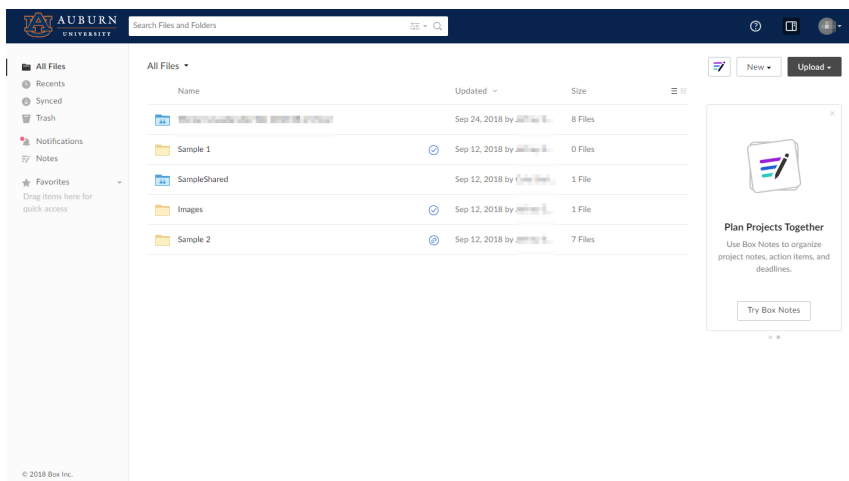 AUBURN
UNIVERSITY
Search Files and Folders
All Files
Recents
Synced
Trash
Notifications
Notes
Favorites
Drag items here for
quick access
© 2018 Box Inc.
All Files
New
Upload
Name Updated Size
Sep 24, 2018 by 8 Files
Sample 1 Sep 12, 2018 by 0 Files
SampleShared Sep 12, 2018 by 1 File
Images Sep 12, 2018 by 1 File
Sample 2 Sep 12, 2018 by 7 Files
Plan Projects Together
Use Box Notes to organize
project notes, action items, and
deadlines.
Try Box Notes